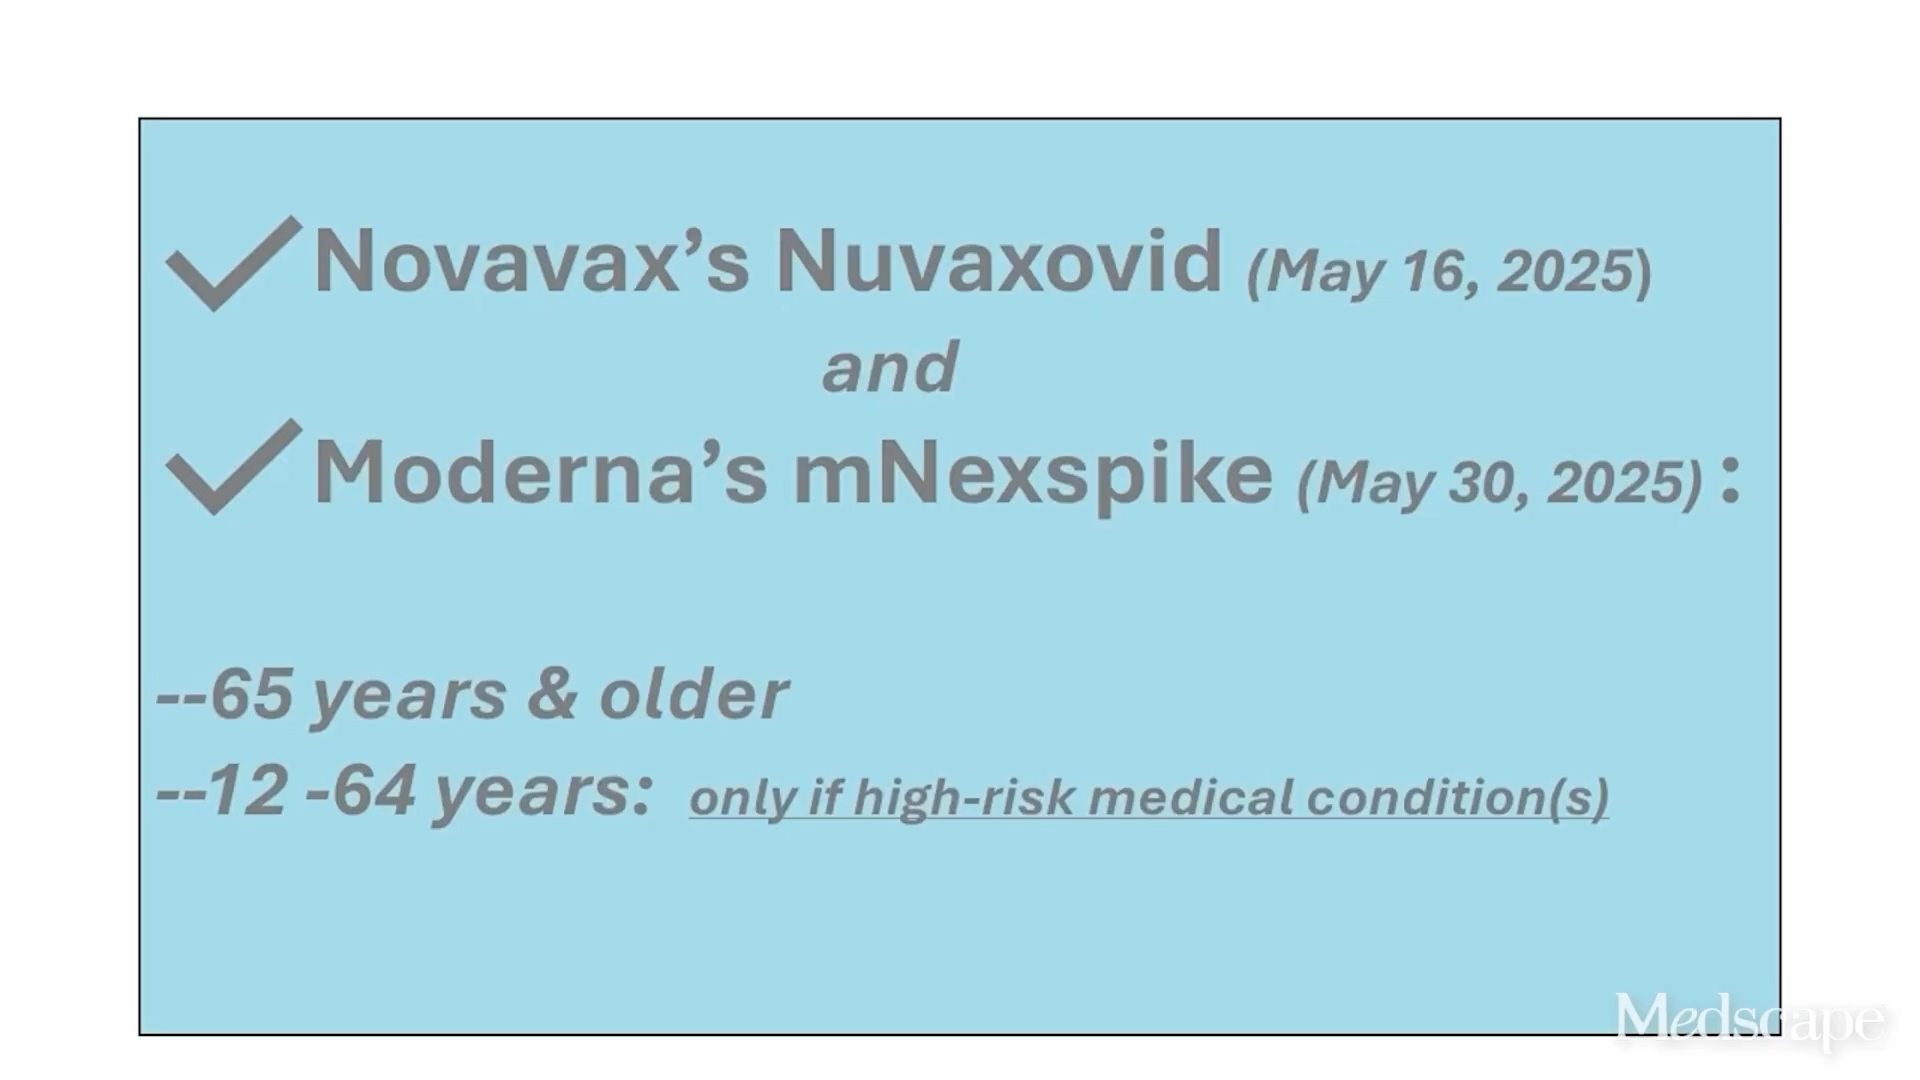 ✓Novavax’s Nuvaxovid (May 16, 2025)
and
✓Moderna’s mNexspike (May 30, 2025) :
--65 years & older
--12 -64 years: only if high-risk medical condition(s)
Medscape